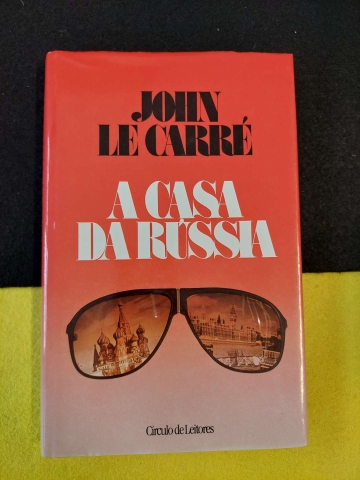 JOHN
LE CARRÉ
A CASA
DA RÚSSIA
Círculo de Leitores